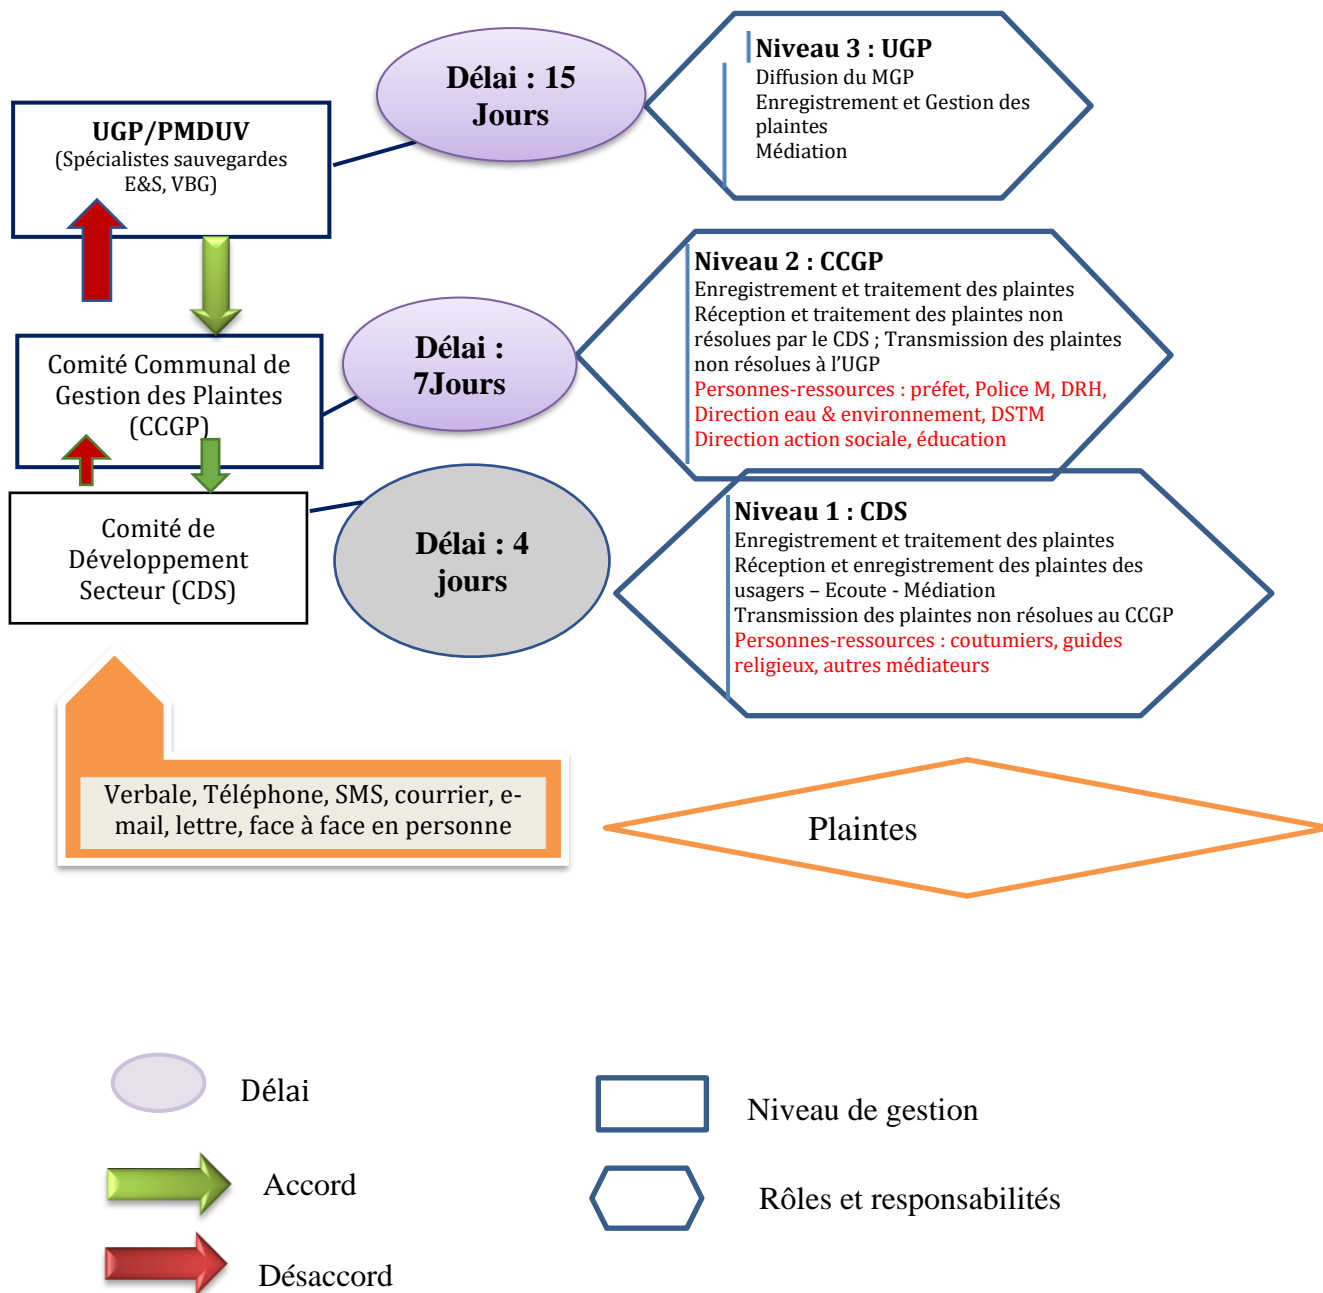 Délai : 15
Jours
Niveau 3 : UGP
Diffusion du MGP
Enregistrement et Gestion des
plaintes
Médiation
UGP/PMDUV
(Spécialistes sauvegardes
E&S, VBG)
Niveau 2 : CCGP
Enregistrement et traitement des plaintes
Réception et traitement des plaintes non
résolues par le CDS ; Transmission des plaintes
non résolues à l’UGP
Personnes-ressources : préfet, Police M, DRH,
Direction eau & environnement, DSTM
Direction action sociale, éducation
Délai :
7Jours
Comité Communal de
Gestion des Plaintes
(CCGP)
Niveau 1 : CDS
Enregistrement et traitement des plaintes
Réception et enregistrement des plaintes des
usagers – Ecoute - Médiation
Transmission des plaintes non résolues au CCGP
Personnes-ressources : coutumiers, guides
religieux, autres médiateurs
Délai : 4
jours
Comité de
Développement
Secteur (CDS)
Verbale, Téléphone, SMS, courrier, e-
mail, lettre, face à face en personne
Plaintes
Délai
Niveau de gestion
Accord
Rôles et responsabilités
Désaccord